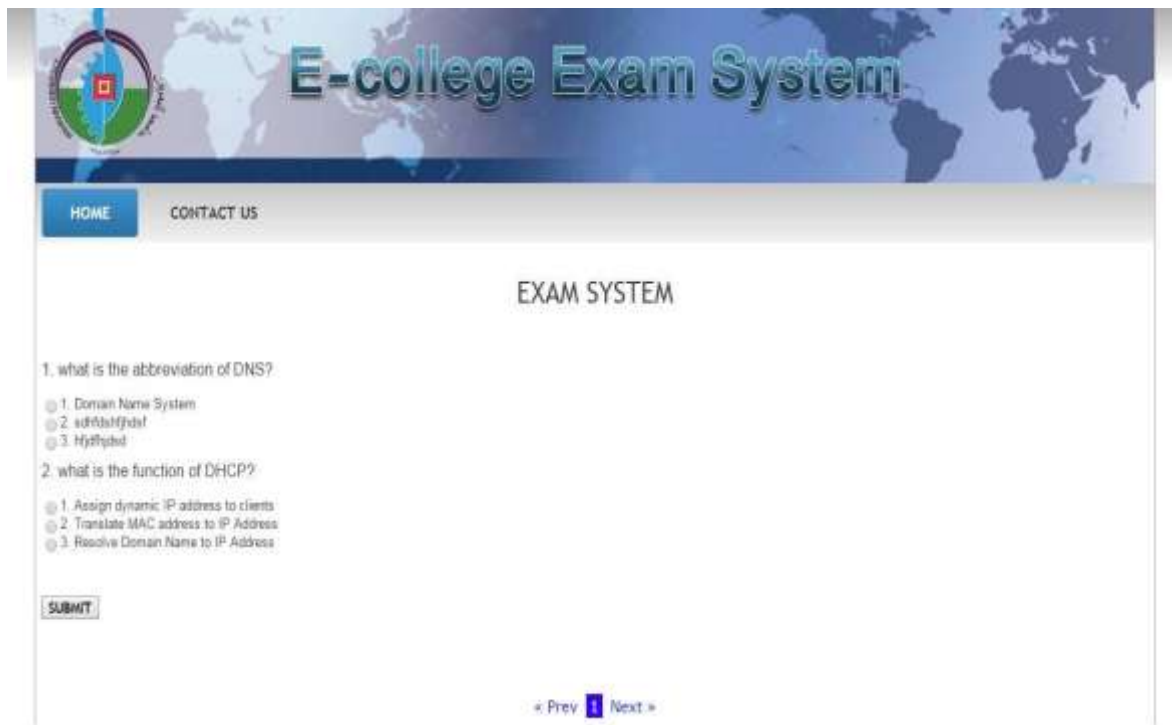 E-college Exam System
HOME CONTACT US
EXAM SYSTEM
1. what is the abbreviation of DNS?
1. Domain Name System
2.
3.
2. what is the function of DHCP?
1. Assign dynamic IP address to clients
2. Translate MAC address to IP Address
3. Resolve Domain Name to IP Address
SUBMIT
« Prev 1 Next »